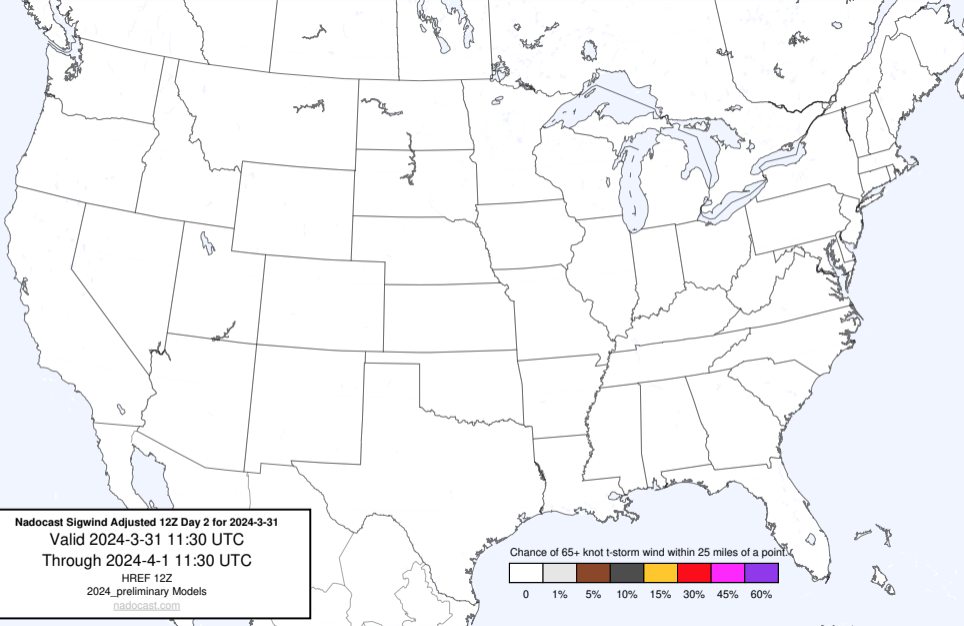 Nadocast Sigwind Adjusted 12Z Day 2 for 2024-3-31
Valid 2024-3-31 11:30 UTC
Through 2024-4-1 11:30 UTC
HREF 12Z
2024_preliminary Models
nadocast.com
Chance of 65+ knot t-storm wind within 25 miles of a point.
0 1% 5% 10% 15% 30% 45% 60%